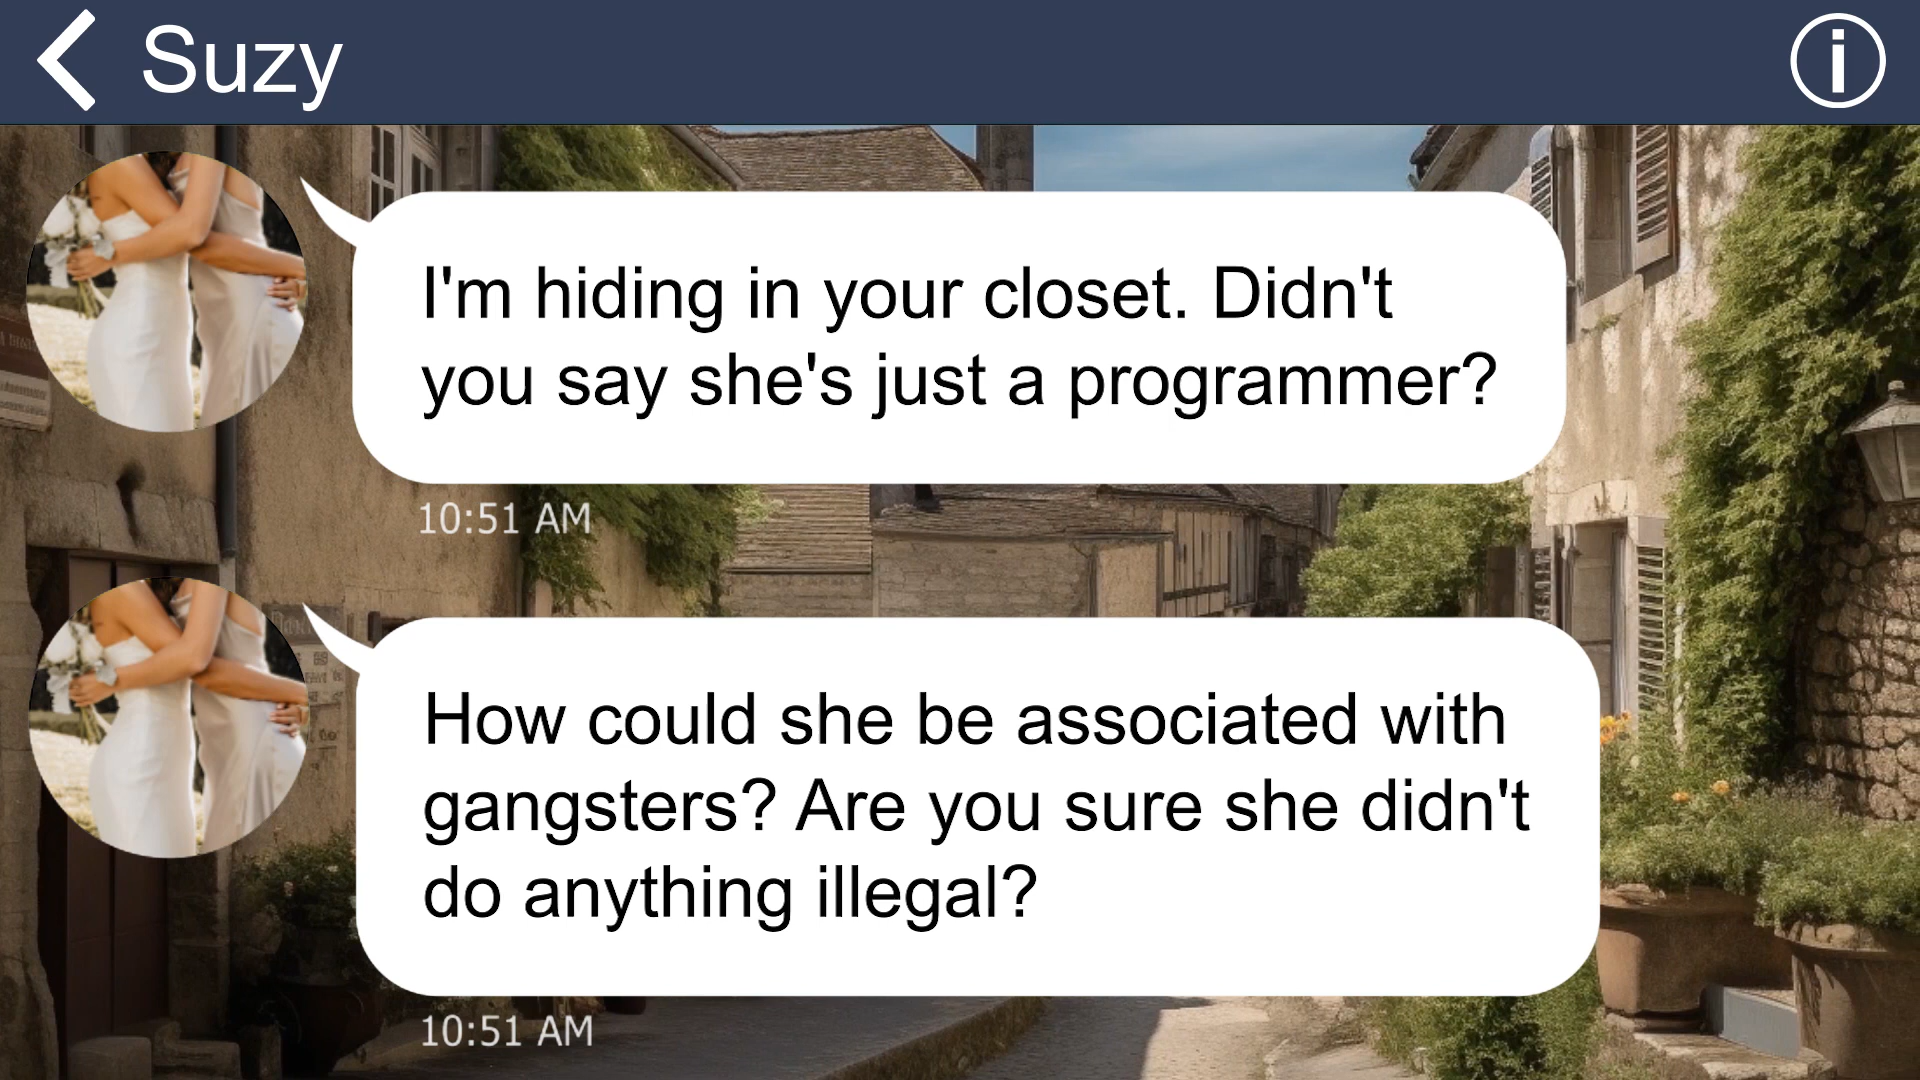 Suzy
I'm hiding in your closet. Didn't
you say she's just a programmer?
10:51 AM
How could she be associated with
gangsters? Are you sure she didn't
do anything illegal?
10:51 AM